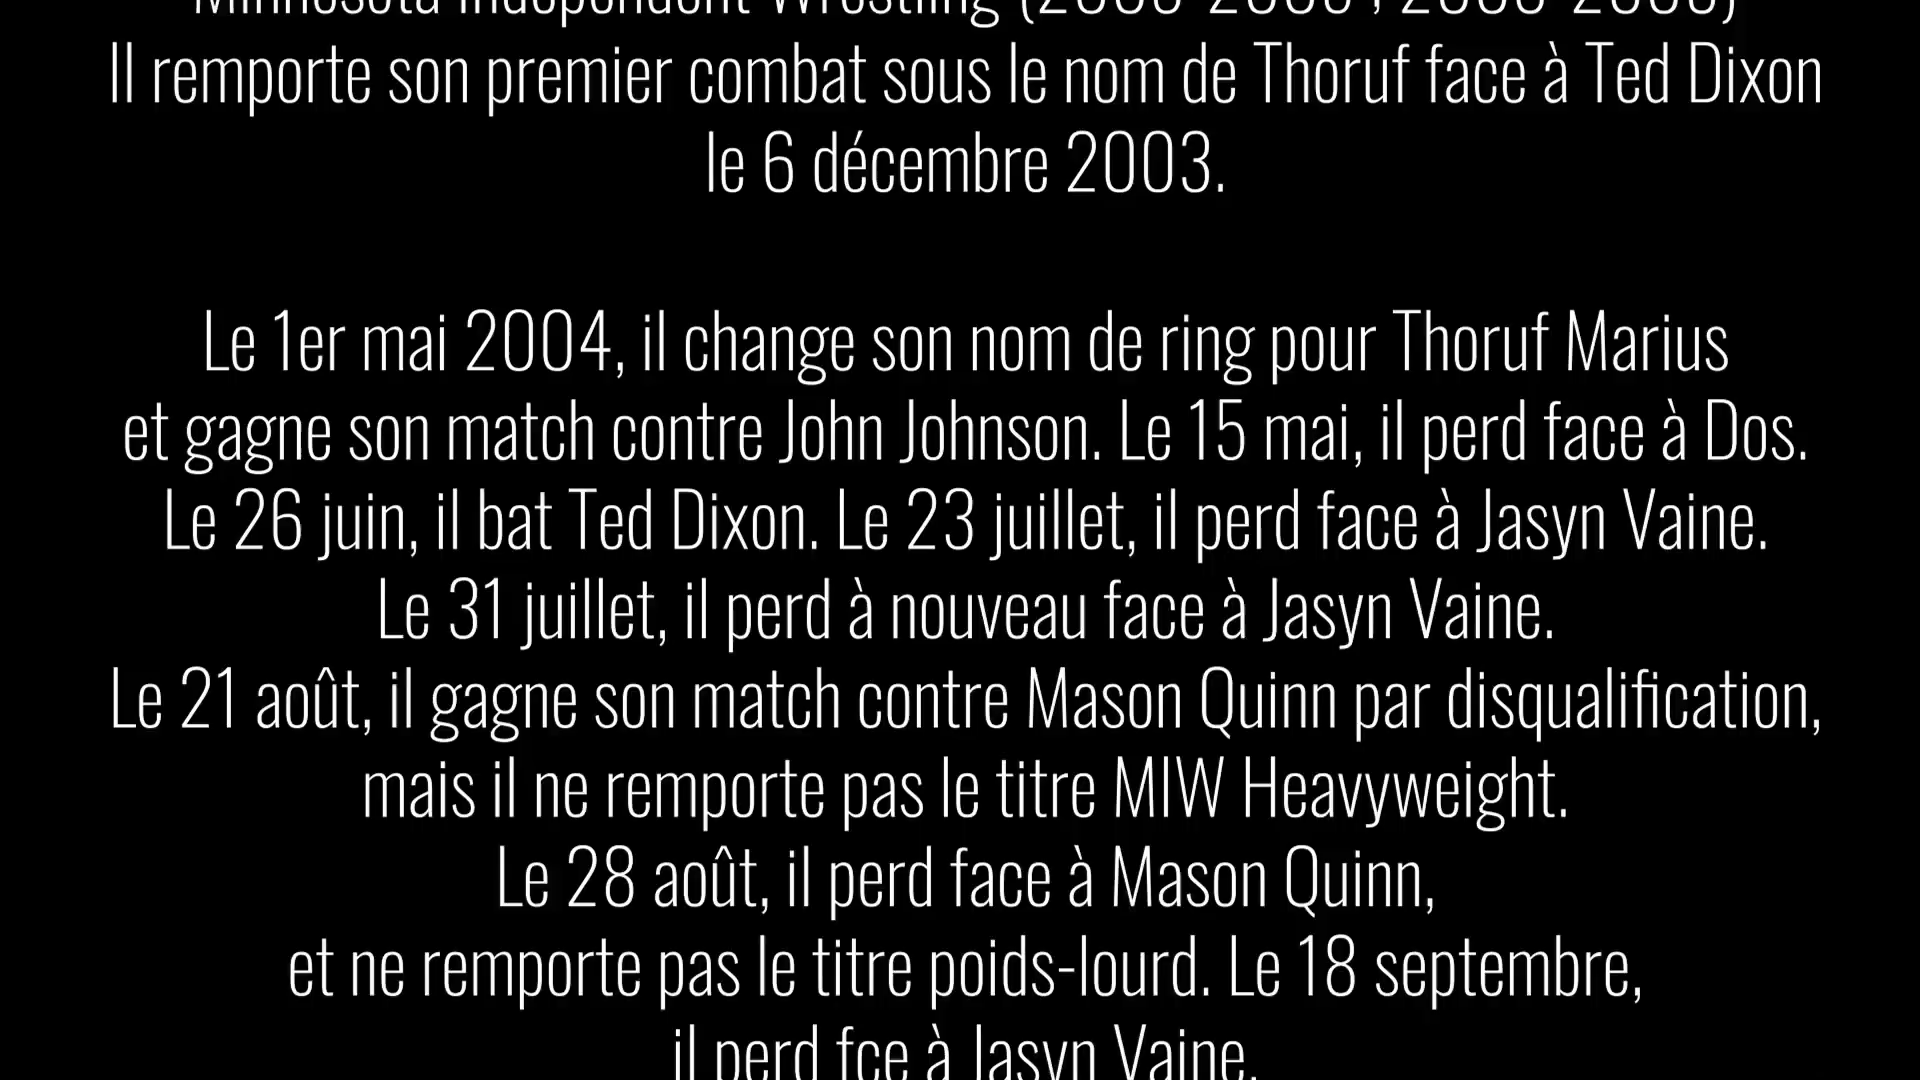 Minnesota Independent Wrestling
Il remporte son premier combat sous le nom de Thoruf face à Ted Dixon
le 6 décembre 2003.
Le 1er mai 2004, il change son nom de ring pour Thoruf Marius
et gagne son match contre John Johnson. Le 15 mai, il perd face à Dos.
Le 26 juin, il bat Ted Dixon. Le 23 juillet, il perd face à Jasyn Vaine.
Le 31 juillet, il perd à nouveau face à Jasyn Vaine.
Le 21 août, il gagne son match contre Mason Quinn par disqualification,
mais il ne remporte pas le titre MIW Heavyweight.
Le 28 août, il perd face à Mason Quinn,
et ne remporte pas le titre poids-lourd. Le 18 septembre,
il perd fce à Jasyn Vaine.